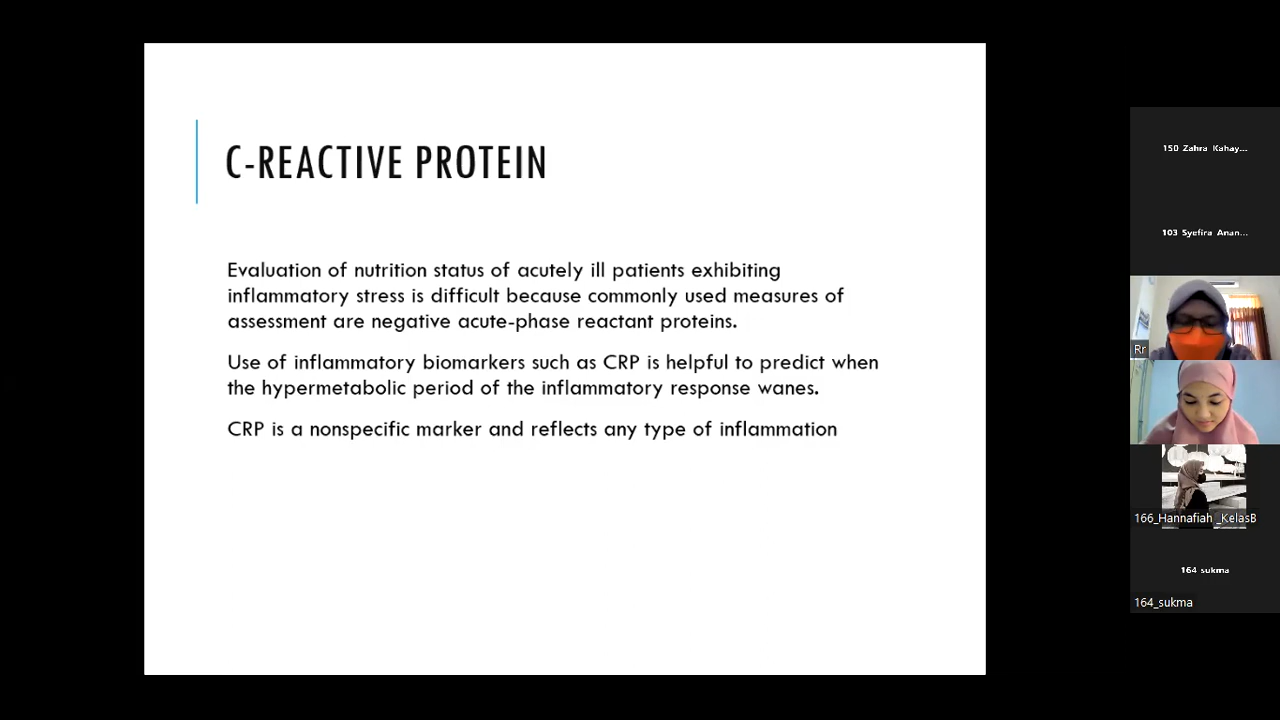 C-REACTIVE PROTEIN
Evaluation of nutrition status of acutely ill patients exhibiting
inflammatory stress is difficult because commonly used measures of
assessment are negative acute-phase reactant proteins.
Use of inflammatory biomarkers such as CRP is helpful to predict when
the hypermetabolic period of the inflammatory response wanes.
CRP is a nonspecific marker and reflects any type of inflammation
150 Zahra Kahay...
103 Syefira Anan...
Rr
166_Hannafiah _KelasB
164 sukma
164_sukma